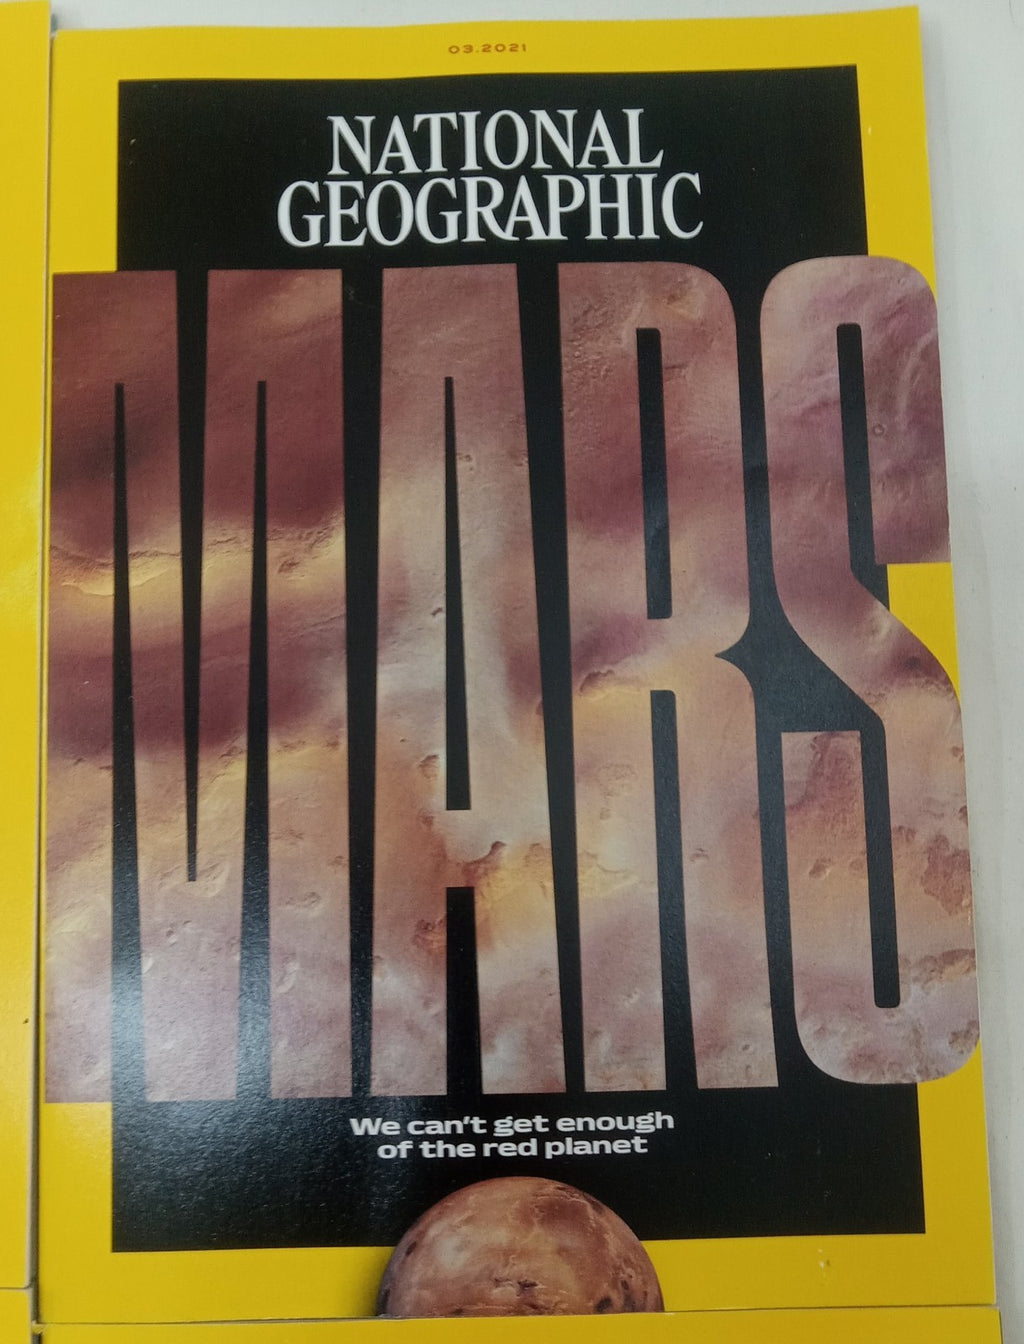 03.2021
NATIONAL
GEOGRAPHIC
MARS
We can't get enough
of the red planet